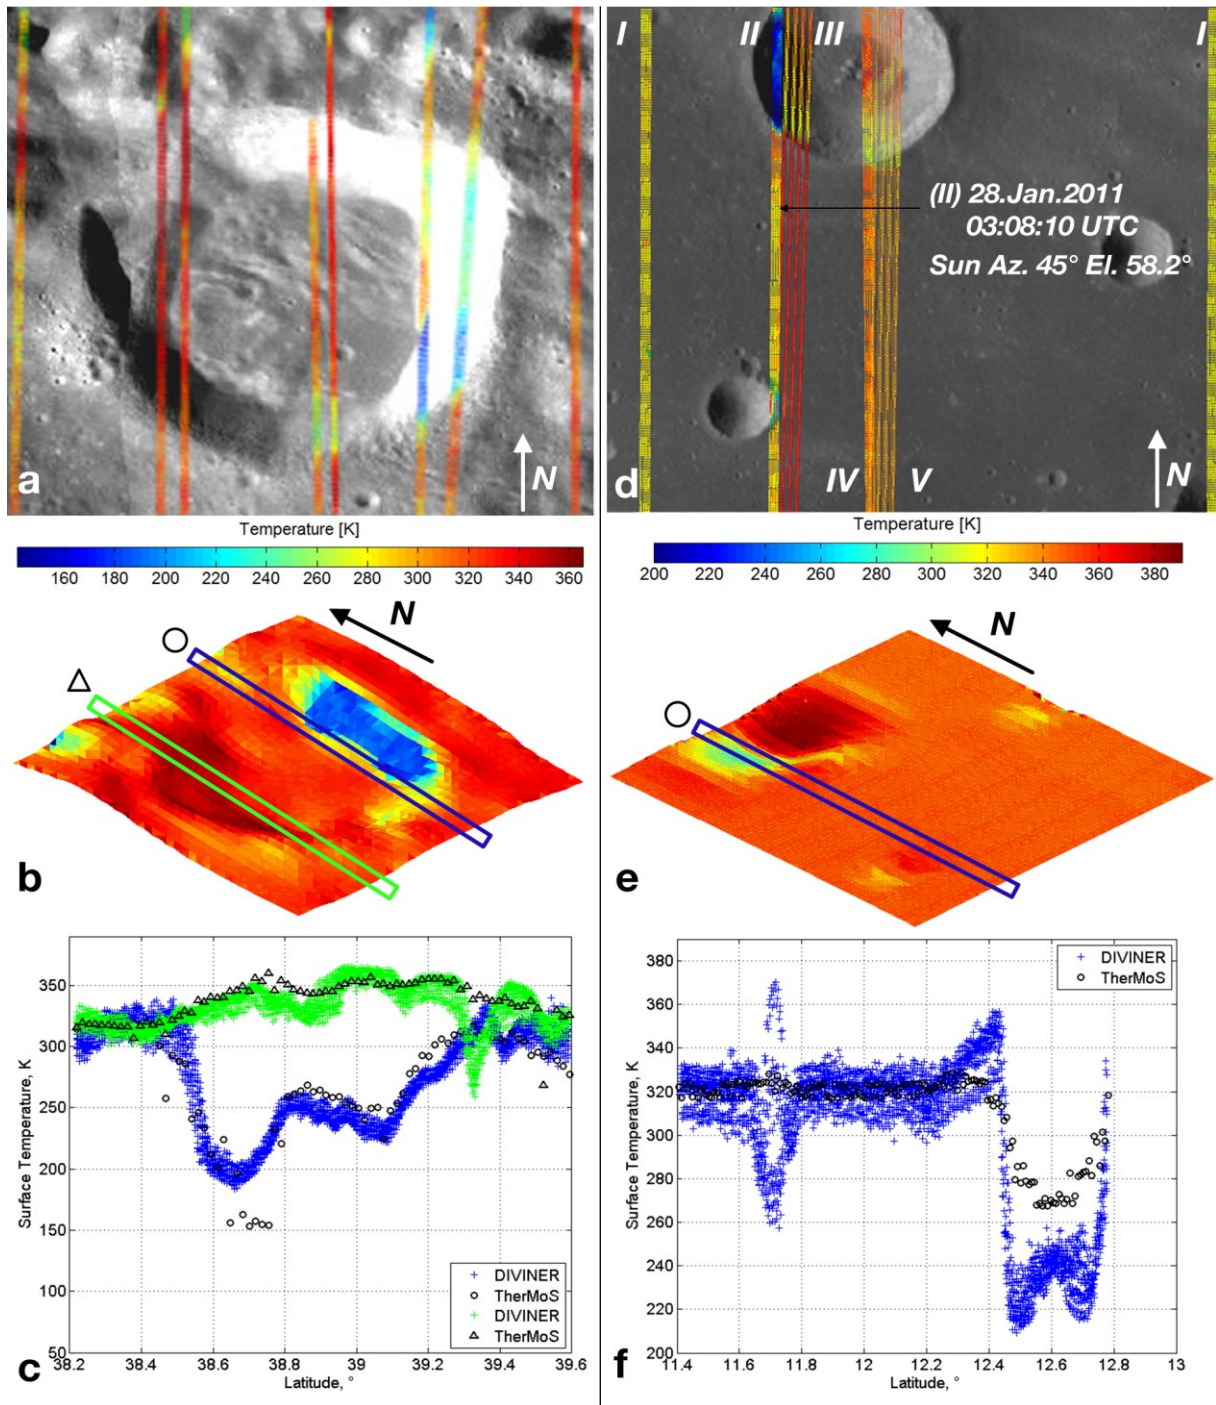 a
N
Temperature [K]
160 180 200 220 240 260 280 300 320 340 360
N
b
350
300
250
200
150
100
50
Surface Temperature, K
DIVINER
TherMoS
DIVINER
TherMoS
38.2 38.4 38.6 38.8 39 39.2 39.4 39.6
Latitude, °
c
I II III I
(II) 28.Jan.2011
03:08:10 UTC
Sun Az. 45° El. 58.2°
IV V
d
N
Temperature [K]
200 220 240 260 280 300 320 340 360 380
N
e
380
360
340
320
300
280
260
240
220
200
Surface Temperature, K
DIVINER
TherMoS
11.4 11.6 11.8 12 12.2 12.4 12.6 12.8 13
Latitude, °
f